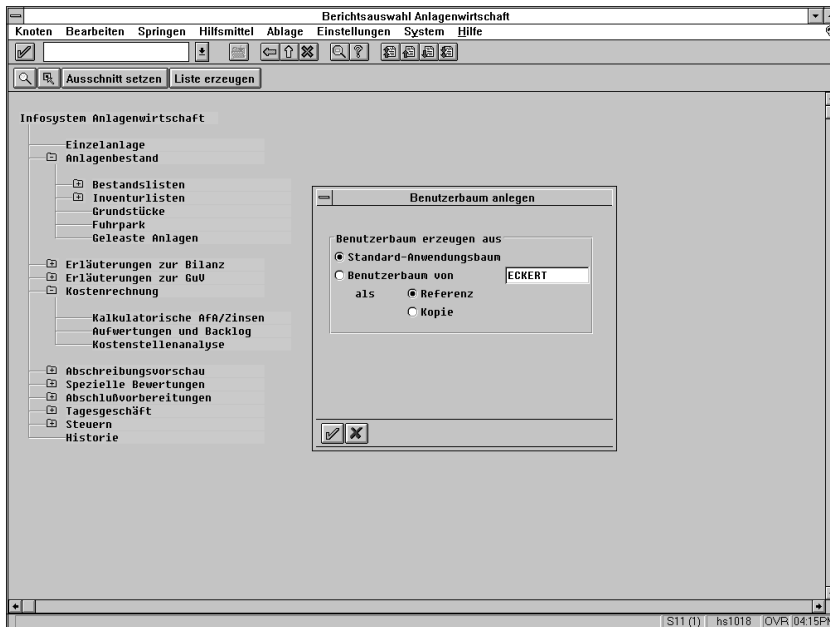 Berichtsauswahl Anlagenwirtschaft
Knoten Bearbeiten Springen Hilfsmittel Ablage Einstellungen System Hilfe
Ausschnitt setzen Liste erzeugen
Infosystem Anlagenwirtschaft
Einzelanlage
Anlagenbestand
Bestandslisten
Inventurlisten
Grundstücke
Fuhrpark
Geleaste Anlagen
Erläuterungen zur Bilanz
Erläuterungen zur GuV
Kostenrechnung
Kalkulatorische AfA/Zinsen
Aufwertungen und Backlog
Kostenstellenanalyse
Abschreibungsvorschau
Spezielle Bewertungen
Abschlußvorbereitungen
Tagesgeschäft
Steuern
Historie
Benutzerbaum anlegen
Benutzerbaum erzeugen aus
Standard-Anwendungsbaum
Benutzerbaum von ECKERT
als Referenz
Kopie
S11 (1) hs1018 OVR 04:15PM